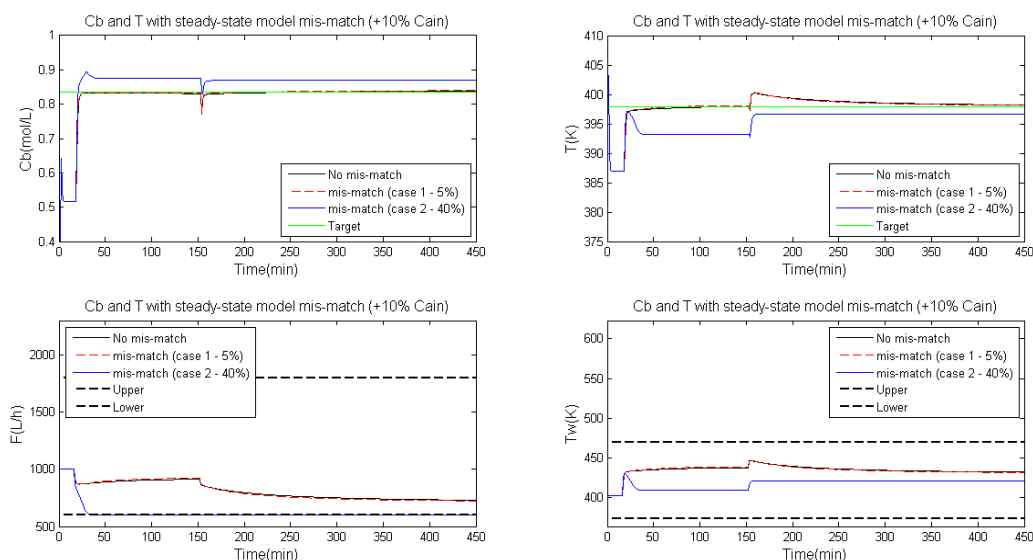 Cb and T with steady-state model mis-match (+10% Cain)
1
0.9
0.8
0.7
0.6
0.5
0.4
Cb(mol/L)
No mis-match
mis-match (case 1 - 5%)
mis-match (case 2 - 40%)
Target
0 50 100 150 200 250 300 350 400 450
Time(min)
Cb and T with steady-state model mis-match (+10% Cain)
410
405
400
395
390
385
380
375
T(K)
No mis-match
mis-match (case 1 - 5%)
mis-match (case 2 - 40%)
Target
0 50 100 150 200 250 300 350 400 450
Time(min)
Cb and T with steady-state model mis-match (+10% Cain)
2000
1500
1000
500
F(L/h)
No mis-match
mis-match (case 1 - 5%)
mis-match (case 2 - 40%)
Upper
Lower
0 50 100 150 200 250 300 350 400 450
Time(min)
Cb and T with steady-state model mis-match (+10% Cain)
600
550
500
450
400
Tw(K)
No mis-match
mis-match (case 1 - 5%)
mis-match (case 2 - 40%)
Upper
Lower
0 50 100 150 200 250 300 350 400 450
Time(min)